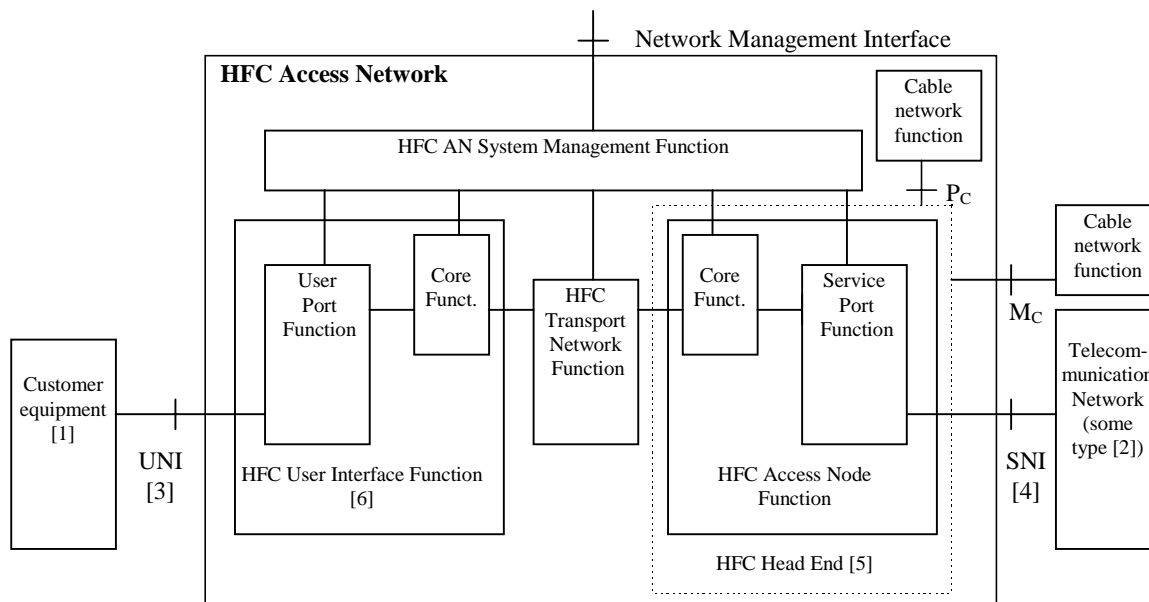 Network Management Interface
HFC Access Network
Cable
network
function
HFC AN System Management Function
P_C
Cable
network
function
User
Port
Function
Core
Funct.
HFC
Transport
Network
Function
Core
Funct.
Service
Port
Function
M_C
Customer
equipment
[1]
Telecom-
munication
Network
(some
type [2])
UNI
[3]
HFC User Interface Function
[6]
HFC Access Node
Function
SNI
[4]
HFC Head End [5]